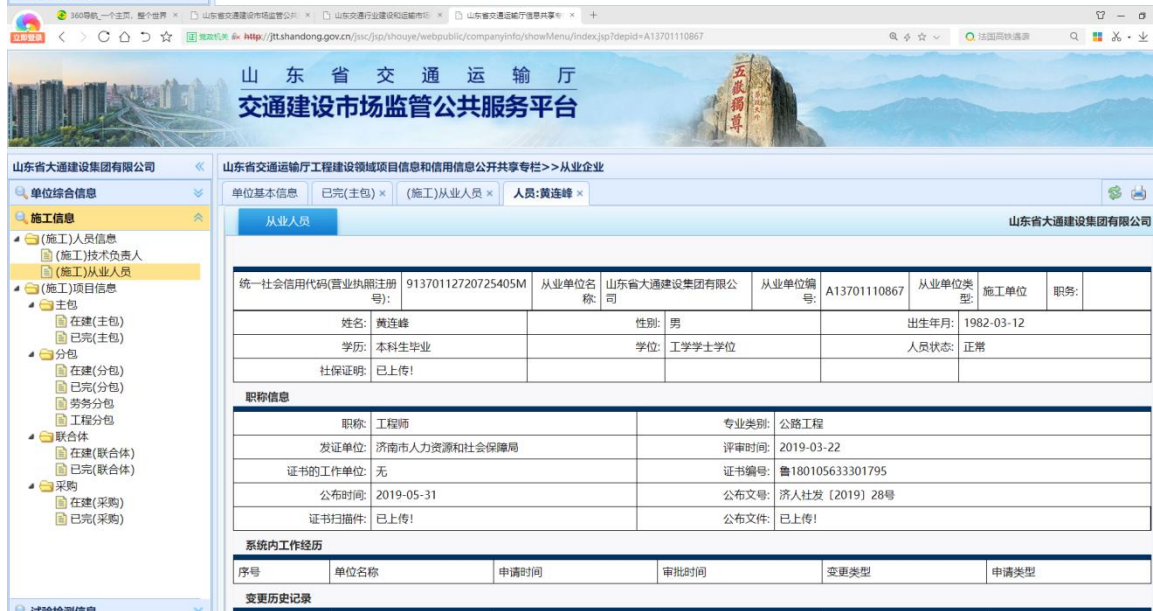 360导航_一个主页，整个世界 ×
山东省交通建设市场监管公共 ×
山东交通行业建设和运输市场 ×
山东省交通运输厅信息共享专 × +
立即登录
证 党政机关 http://jtt.shandong.gov.cn/jssc/jsp/shouye/webpublic/companyinfo/showMenu/index.jsp?depid=A13701110867
山东省交通运输厅
交通建设市场监管公共服务平台
五嶽獨尊
山东省大通建设集团有限公司
山东省交通运输厅工程建设领域项目信息和信用信息公开共享专栏>>从业企业
单位综合信息
单位基本信息 已完(主包) × (施工)从业人员 × 人员:黄连峰 ×
施工信息
从业人员 山东省大通建设集团有限公司
(施工)人员信息
(施工)技术负责人
(施工)从业人员
(施工)项目信息
主包
在建(主包)
已完(主包)
分包
在建(分包)
已完(分包)
劳务分包
工程分包
联合体
在建(联合体)
已完(联合体)
采购
在建(采购)
已完(采购)
试验检测信息
统一社会信用代码(营业执照注册号): 91370112720725405M 从业单位名称: 山东省大通建设集团有限公司 从业单位编号: A13701110867 从业单位类型: 施工单位 职务:
姓名: 黄连峰 性别: 男 出生年月: 1982-03-12
学历: 本科生毕业 学位: 工学学士学位 人员状态: 正常
社保证明: 已上传!
职称信息
职称: 工程师 专业类别: 公路工程
发证单位: 济南市人力资源和社会保障局 评审时间: 2019-03-22
证书的工作单位: 无 证书编号: 鲁180105633301795
公布时间: 2019-05-31 公布文号: 济人社发〔2019〕28号
证书扫描件: 已上传! 公布文件: 已上传!
系统内工作经历
序号 单位名称 申请时间 审批时间 变更类型 申请类型
变更历史记录